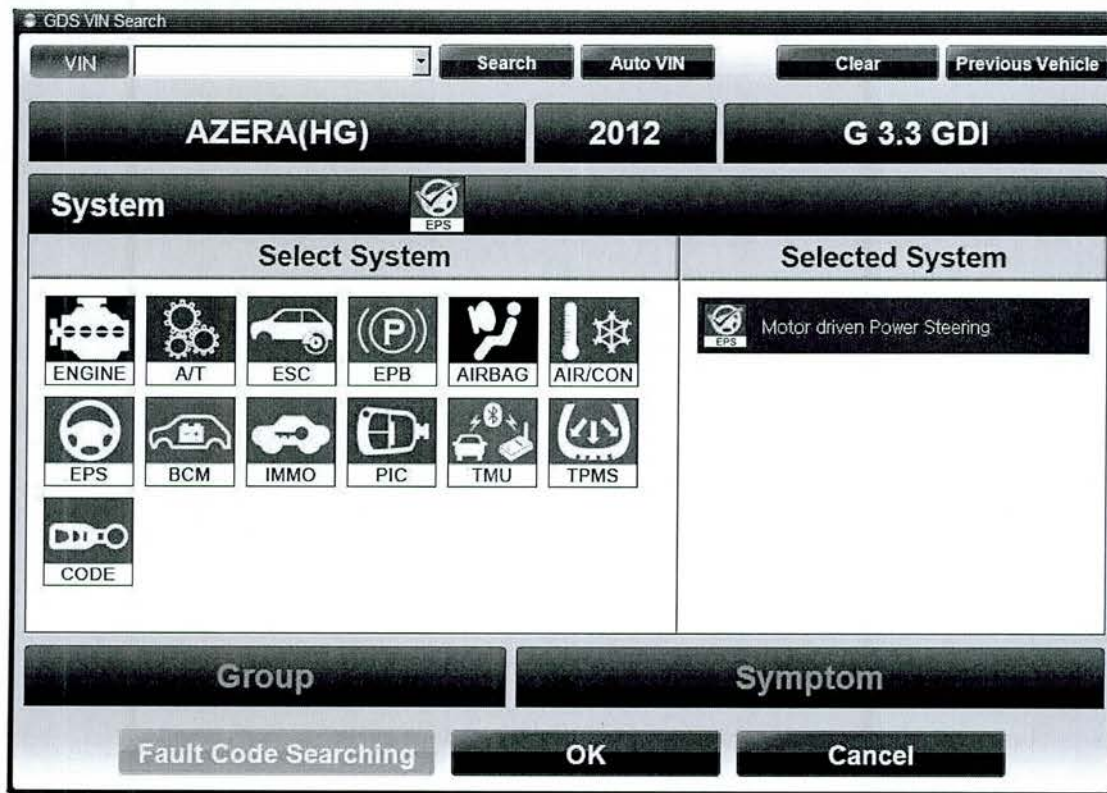 GDS VIN Search
VIN Search Auto VIN Clear Previous Vehicle
AZERA(HG) 2012 G 3.3 GDI
System EPS
Select System Selected System
ENGINE A/T ESC EPB AIRBAG AIR/CON
EPS Motor driven Power Steering
EPS BCM IMMO PIC TMU TPMS
CODE
Group Symptom
Fault Code Searching OK Cancel